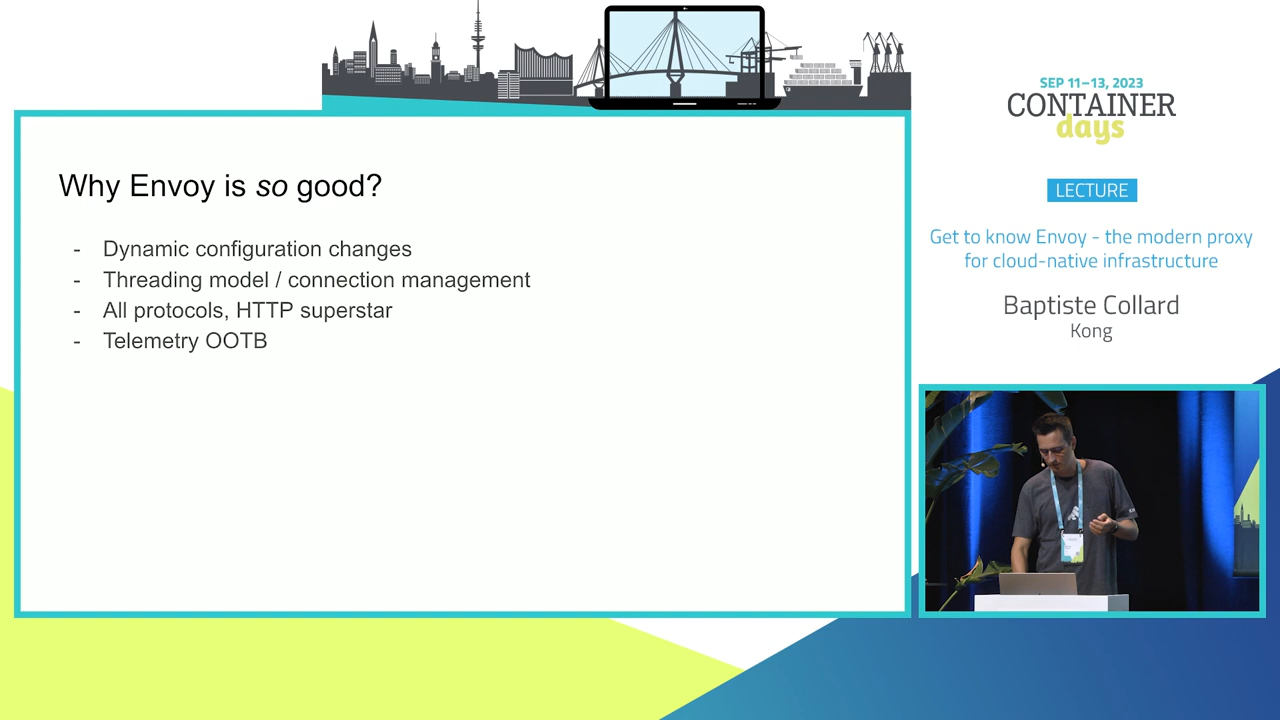 SEP 11–13, 2023
CONTAINER
days
LECTURE
Get to know Envoy - the modern proxy
for cloud-native infrastructure
Baptiste Collard
Kong
Why Envoy is so good?
- Dynamic configuration changes
- Threading model / connection management
- All protocols, HTTP superstar
- Telemetry OOTB